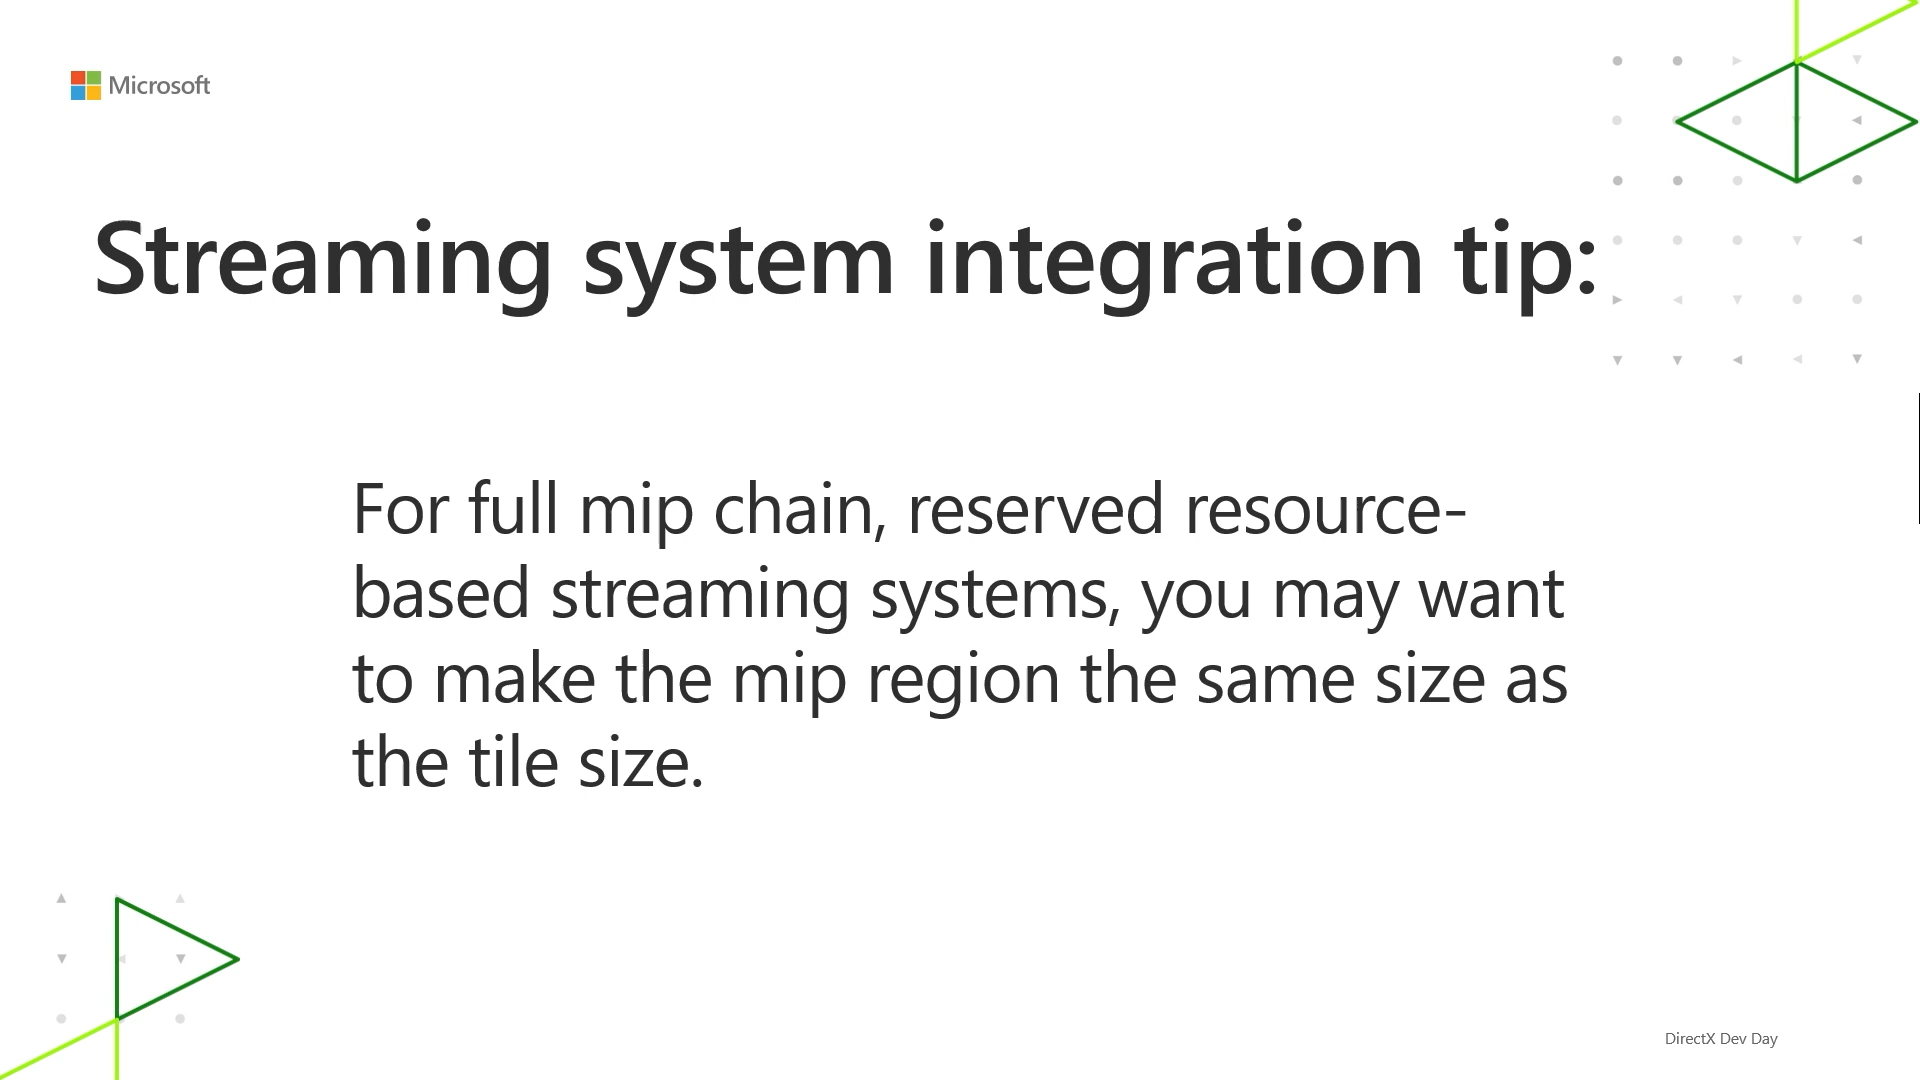 Microsoft
Streaming system integration tip:
For full mip chain, reserved resource-
based streaming systems, you may want
to make the mip region the same size as
the tile size.
DirectX Dev Day